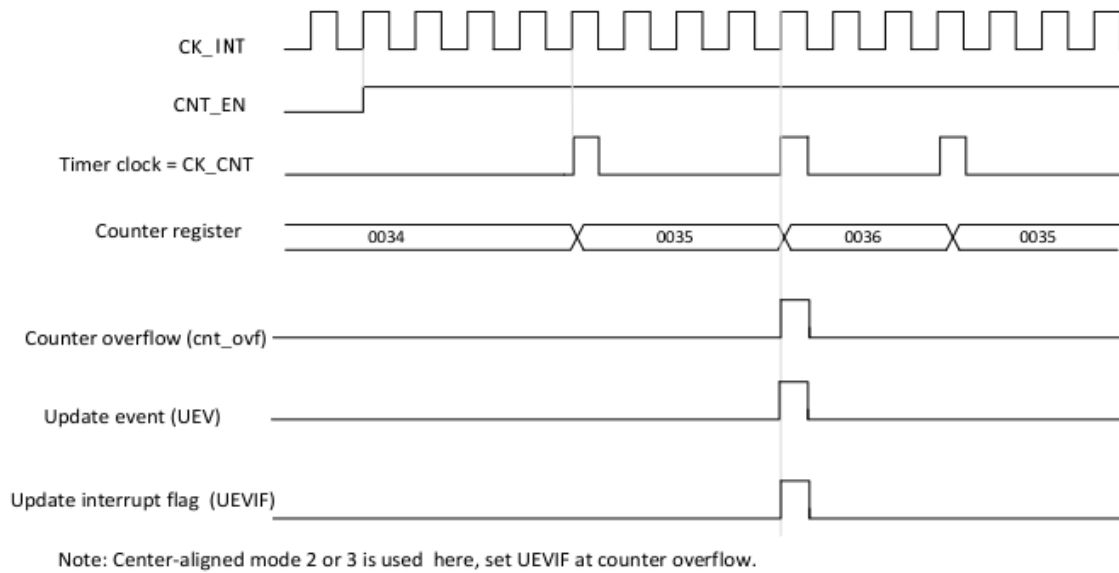 CK_INT
CNT_EN
Timer clock = CK_CNT
Counter register
0034
0035
0036
0035
Counter overflow (cnt_ovf)
Update event (UEV)
Update interrupt flag (UEVIF)
Note: Center-aligned mode 2 or 3 is used here, set UEVIF at counter overflow.